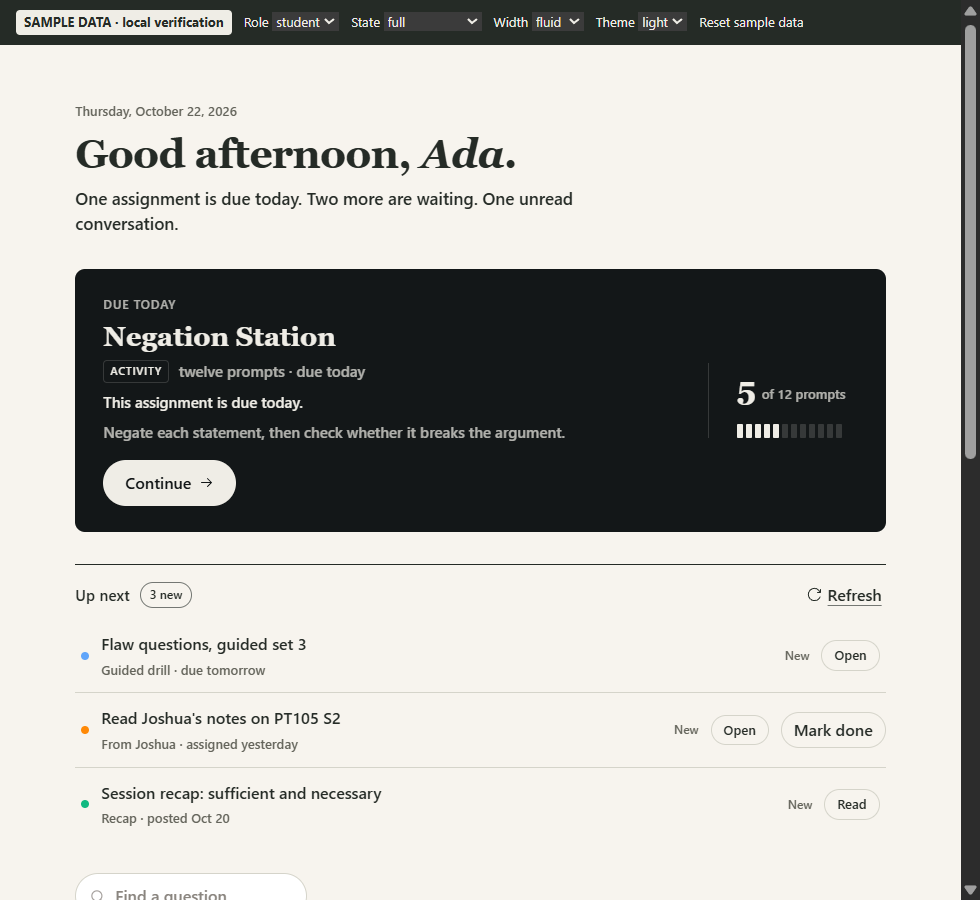 SAMPLE DATA · local verification Role student State full Width fluid Theme light Reset sample data
Thursday, October 22, 2026
Good afternoon, Ada.
One assignment is due today. Two more are waiting. One unread
conversation.
DUE TODAY
Negation Station
ACTIVITY twelve prompts · due today
This assignment is due today.
Negate each statement, then check whether it breaks the argument.
Continue →
5 of 12 prompts
Up next 3 new Refresh
Flaw questions, guided set 3
Guided drill · due tomorrow
New Open
Read Joshua's notes on PT105 S2
From Joshua · assigned yesterday
New Open Mark done
Session recap: sufficient and necessary
Recap · posted Oct 20
New Read
Find a question